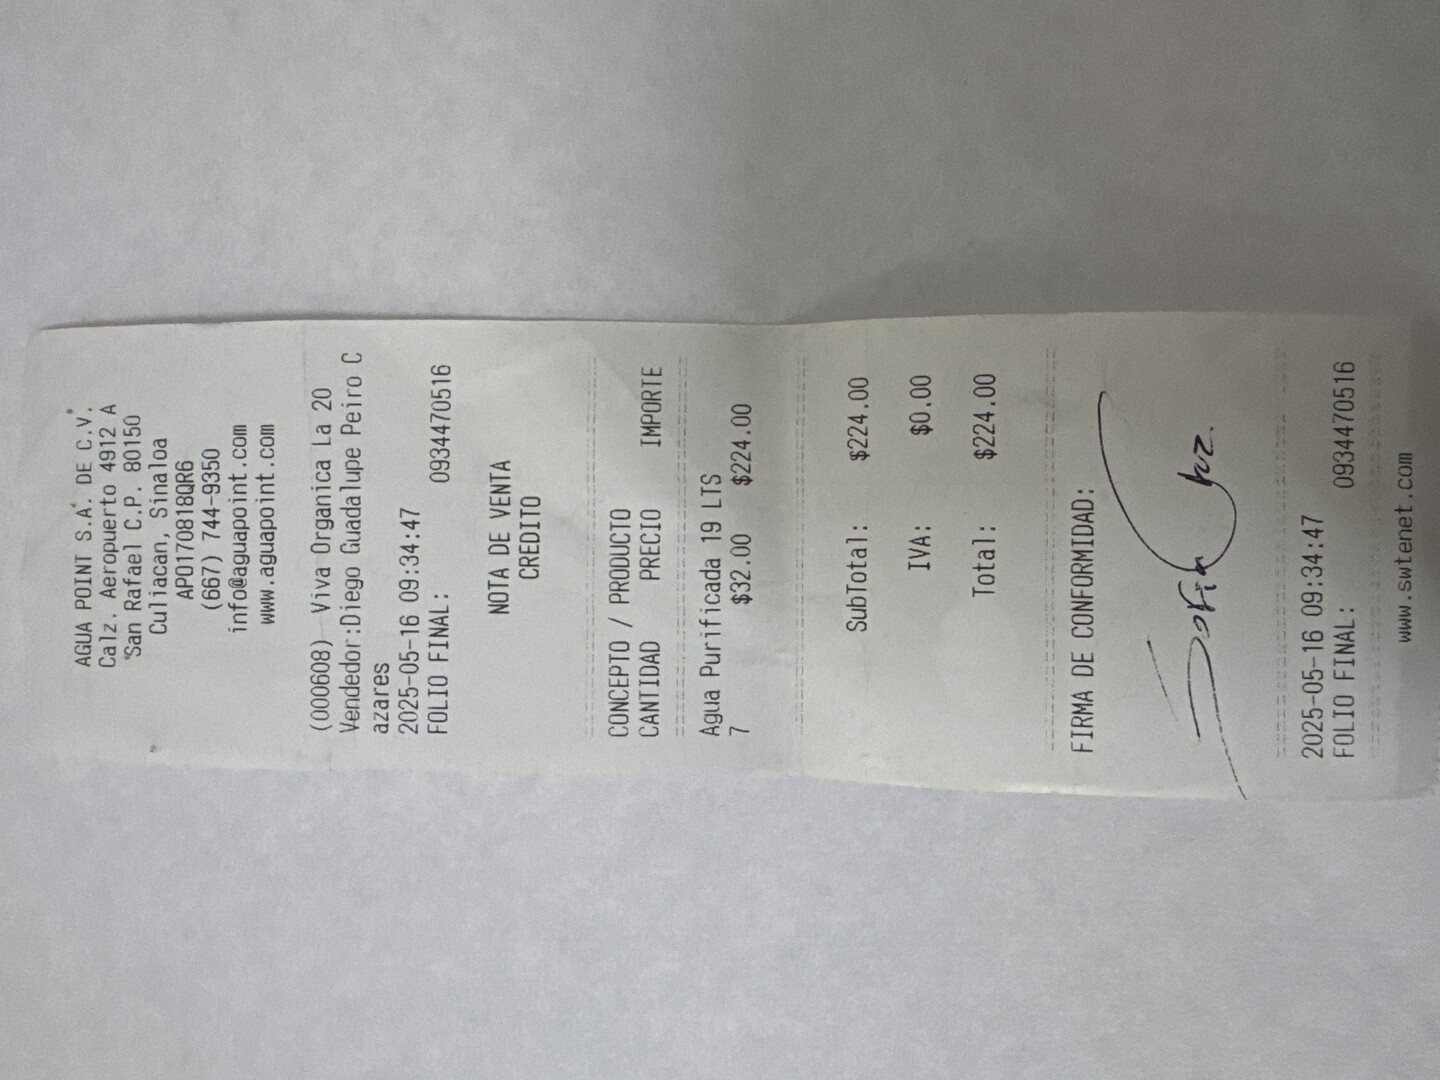 AGUA POINT S.A. DE C.V.
Calz. Aeropuerto 4912 A
San Rafael C.P. 80150
Culiacan, Sinaloa
APO170818QR6
(667) 744-9350
info@aguapoint.com
www.aguapoint.com
(000608) Viva Organica La 20
Vendedor:Diego Guadalupe Peiro C
azares
2025-05-16 09:34:47
FOLIO FINAL: 0934470516
NOTA DE VENTA
CREDITO
CONCEPTO / PRODUCTO
CANTIDAD PRECIO IMPORTE
Agua Purificada 19 LTS
7 $32.00 $224.00
SubTotal: $224.00
IVA: $0.00
Total: $224.00
FIRMA DE CONFORMIDAD:
Sofia
2025-05-16 09:34:47
FOLIO FINAL: 0934470516
www.swtenet.com